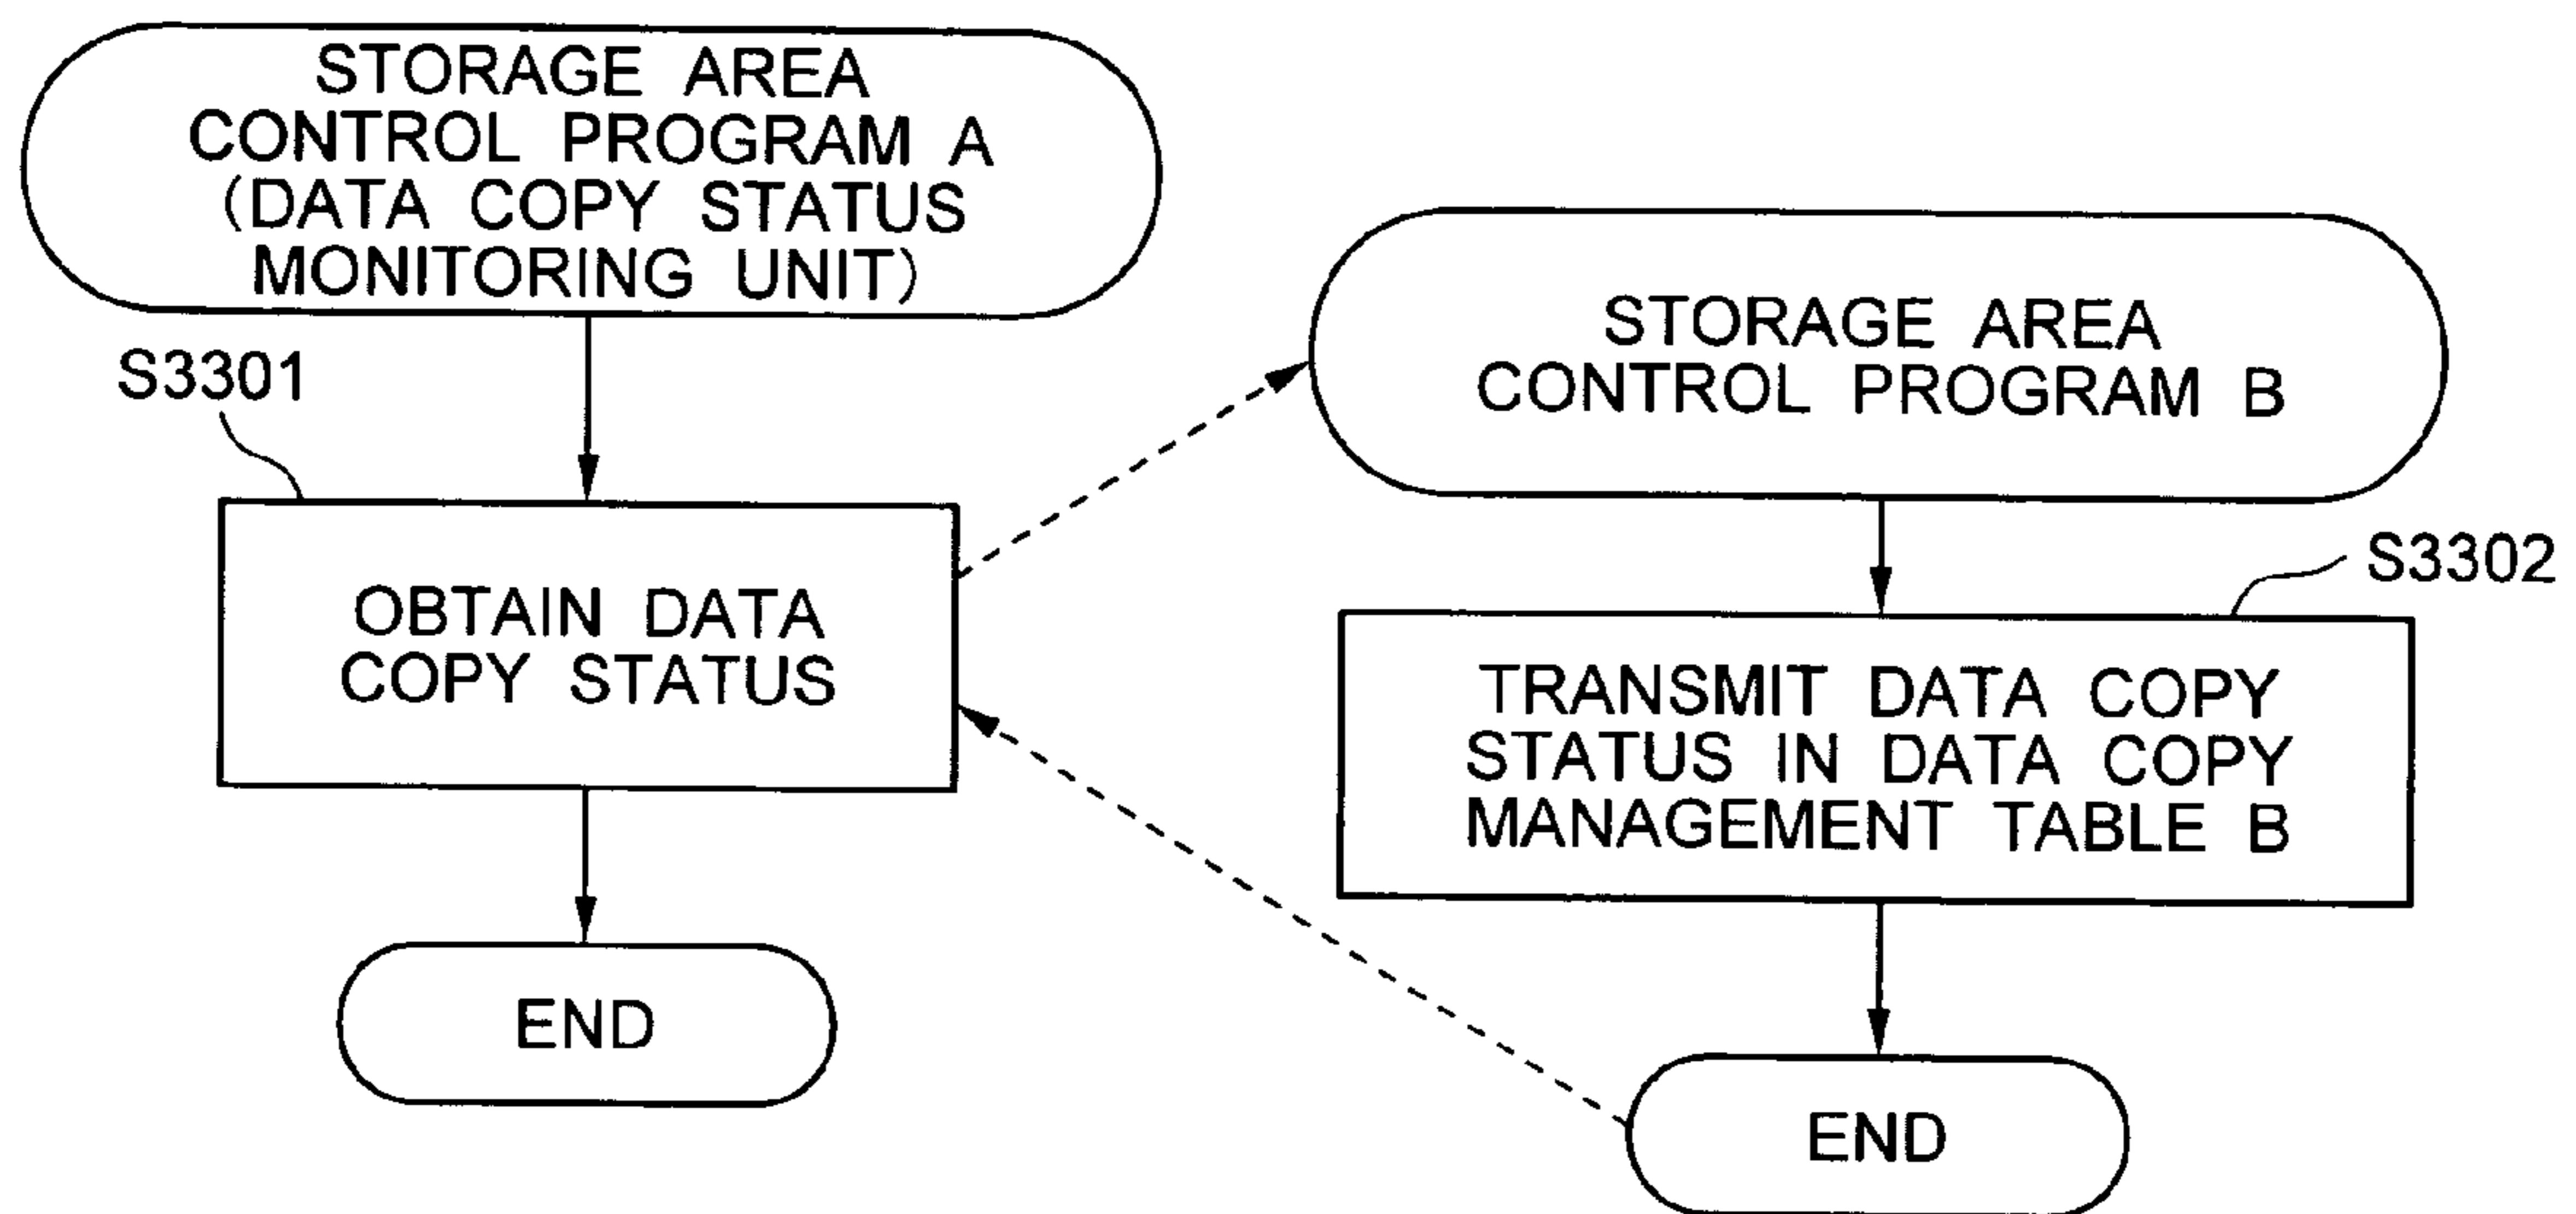 STORAGE AREA
CONTROL PROGRAM A
(DATA COPY STATUS
MONITORING UNIT)
S3301
OBTAIN DATA
COPY STATUS
END
STORAGE AREA
CONTROL PROGRAM B
S3302
TRANSMIT DATA COPY
STATUS IN DATA COPY
MANAGEMENT TABLE B
END